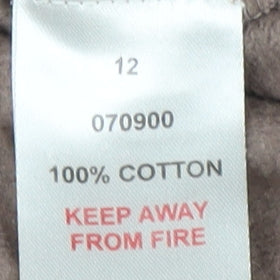 12
070900
100% COTTON
KEEP AWAY
FROM FIRE